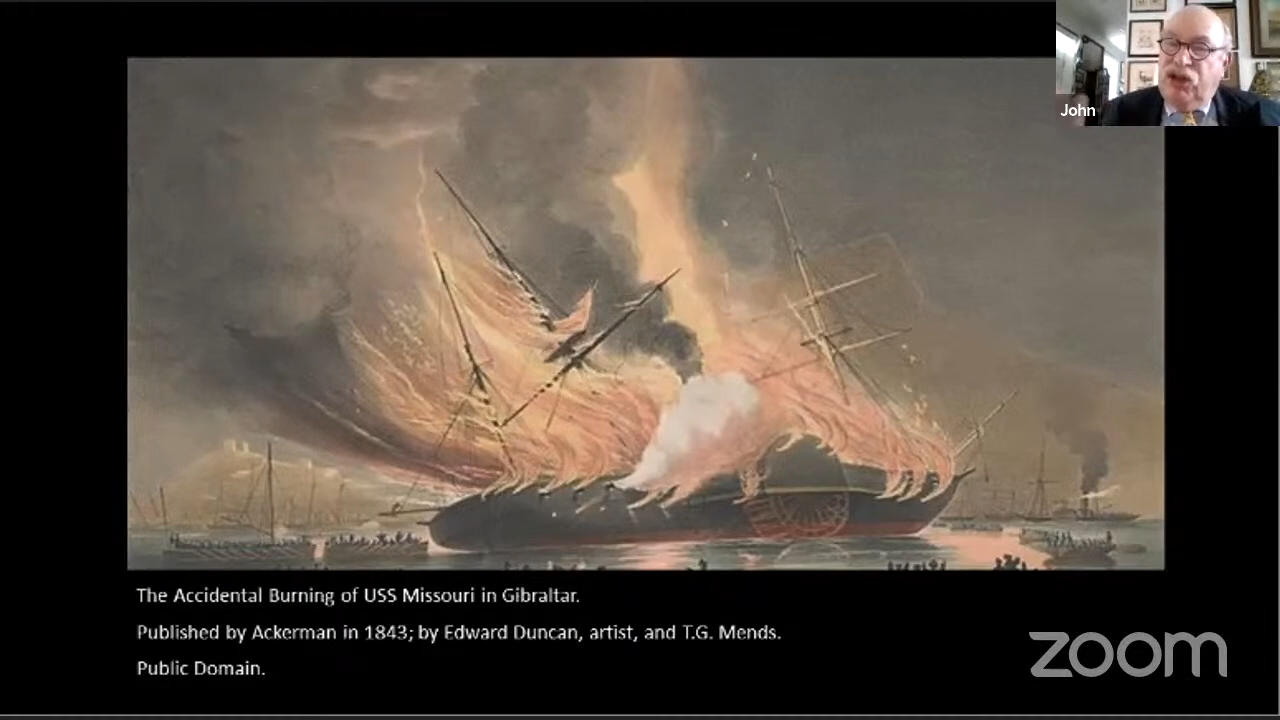 John
The Accidental Burning of USS Missouri in Gibraltar.
Published by Ackerman in 1843; by Edward Duncan, artist, and T.G. Mends.
Public Domain.
zoom